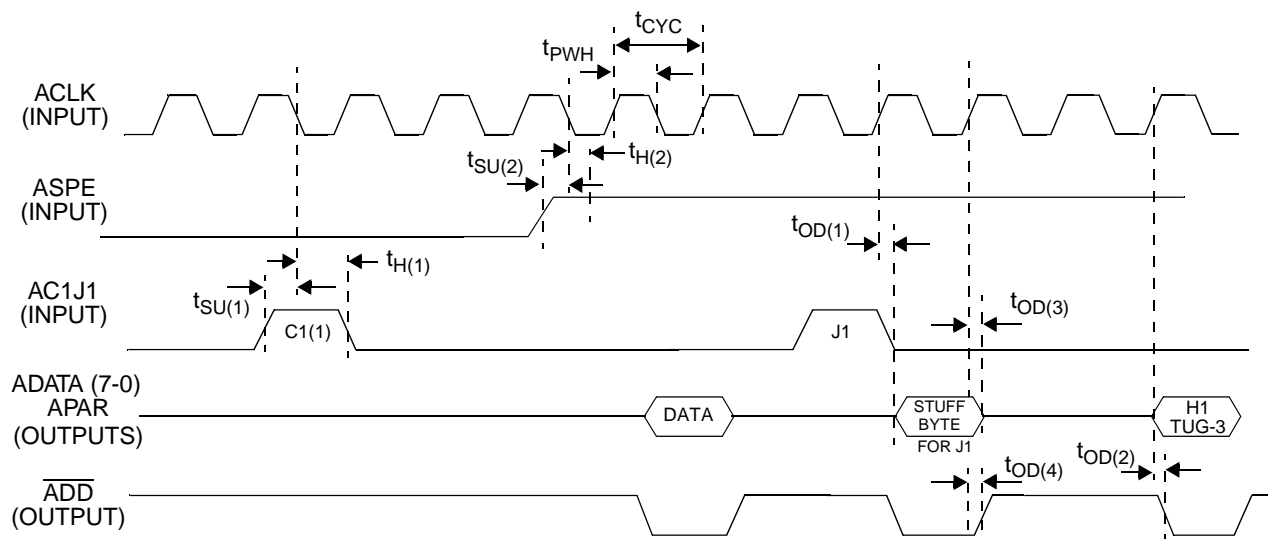 tCYC
tPWH
ACLK
(INPUT)
tSU(2)
tH(2)
ASPE
(INPUT)
tOD(1)
tH(1)
tSU(1)
AC1J1
(INPUT)
C1(1)
J1
tOD(3)
ADATA (7-0)
APAR
(OUTPUTS)
DATA
STUFF
BYTE
FOR J1
H1
TUG-3
tOD(4)
tOD(2)
ADD
(OUTPUT)